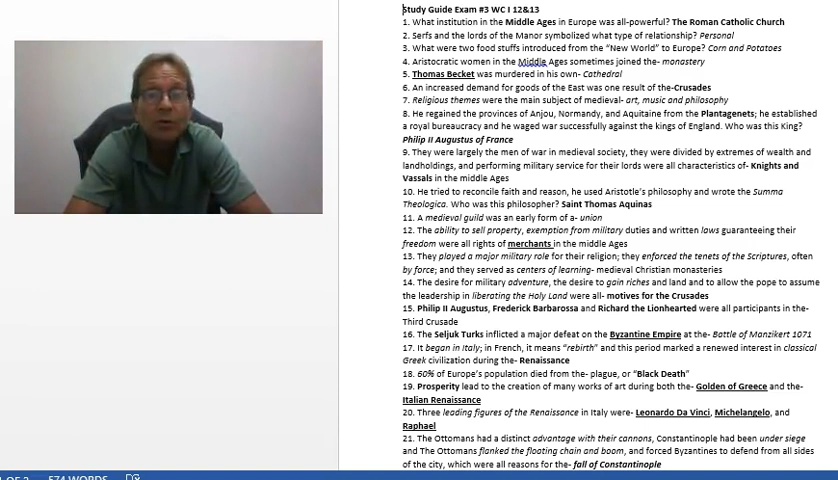 Study Guide Exam #3 WC I 12&13
1. What institution in the Middle Ages in Europe was all-powerful? The Roman Catholic Church
2. Serfs and the lords of the Manor symbolized what type of relationship? Personal
3. What were two food stuffs introduced from the “New World” to Europe? Corn and Potatoes
4. Aristocratic women in the Middle Ages sometimes joined the- monastery
5. Thomas Becket was murdered in his own- Cathedral
6. An increased demand for goods of the East was one result of the-Crusades
7. Religious themes were the main subject of medieval- art, music and philosophy
8. He regained the provinces of Anjou, Normandy, and Aquitaine from the Plantagenets; he established
a royal bureaucracy and he waged war successfully against the kings of England. Who was this King?
Philip II Augustus of France
9. They were largely the men of war in medieval society, they were divided by extremes of wealth and
landholdings, and performing military service for their lords were all characteristics of- Knights and
Vassals in the middle Ages
10. He tried to reconcile faith and reason, he used Aristotle’s philosophy and wrote the Summa
Theologica. Who was this philosopher? Saint Thomas Aquinas
11. A medieval guild was an early form of a- union
12. The ability to sell property, exemption from military duties and written laws guaranteeing their
freedom were all rights of merchants in the middle Ages
13. They played a major military role for their religion; they enforced the tenets of the Scriptures, often
by force; and they served as centers of learning- medieval Christian monasteries
14. The desire for military adventure, the desire to gain riches and land and to allow the pope to assume
the leadership in liberating the Holy Land were all- motives for the Crusades
15. Philip II Augustus, Frederick Barbarossa and Richard the Lionhearted were all participants in the-
Third Crusade
16. The Seljuk Turks inflicted a major defeat on the Byzantine Empire at the- Battle of Manzikert 1071
17. It began in Italy; in French, it means “rebirth” and this period marked a renewed interest in classical
Greek civilization during the- Renaissance
18. 60% of Europe’s population died from the- plague, or “Black Death”
19. Prosperity lead to the creation of many works of art during both the- Golden of Greece and the-
Italian Renaissance
20. Three leading figures of the Renaissance in Italy were- Leonardo Da Vinci, Michelangelo, and
Raphael
21. The Ottomans had a distinct advantage with their cannons, Constantinople had been under siege
and The Ottomans flanked the floating chain and boom, and forced Byzantines to defend from all sides
of the city, which were all reasons for the- fall of Constantinople
574 WORDS